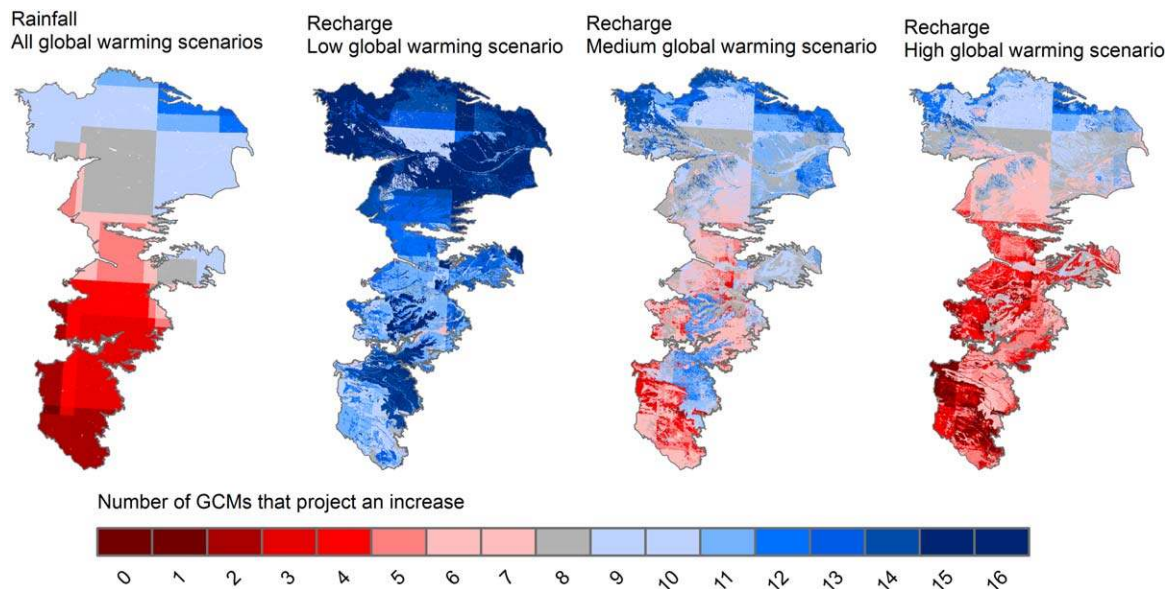 Rainfall
All global warming scenarios
Recharge
Low global warming scenario
Recharge
Medium global warming scenario
Recharge
High global warming scenario
Number of GCMs that project an increase
0 1 2 3 4 5 6 7 8 9 10 11 12 13 14 15 16